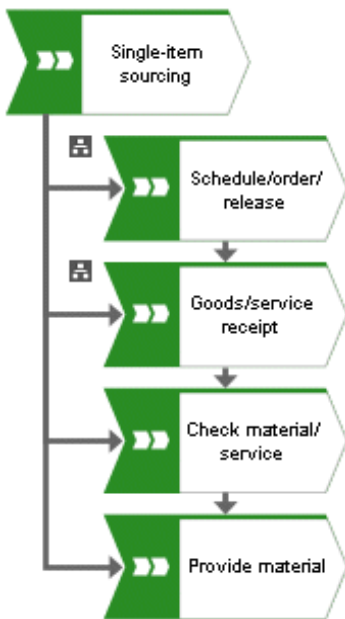 Single-item
sourcing
Schedule/order/
release
Goods/service
receipt
Check material/
service
Provide material